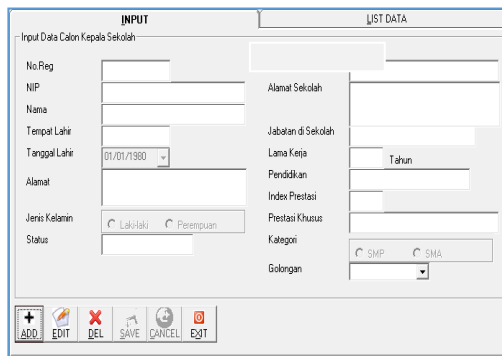 INPUT
LIST DATA
Input Data Calon Kepala Sekolah
No.Reg
NIP
Nama
Tempat Lahir
Tanggal Lahir
01/01/1980
Alamat
Jenis Kelamin
Laki-laki
Perempuan
Status
Alamat Sekolah
Jabatan di Sekolah
Lama Kerja
Tahun
Pendidikan
Index Prestasi
Prestasi Khusus
Kategori
SMP
SMA
Golongan
ADD
EDIT
DEL
SAVE
CANCEL
EXIT